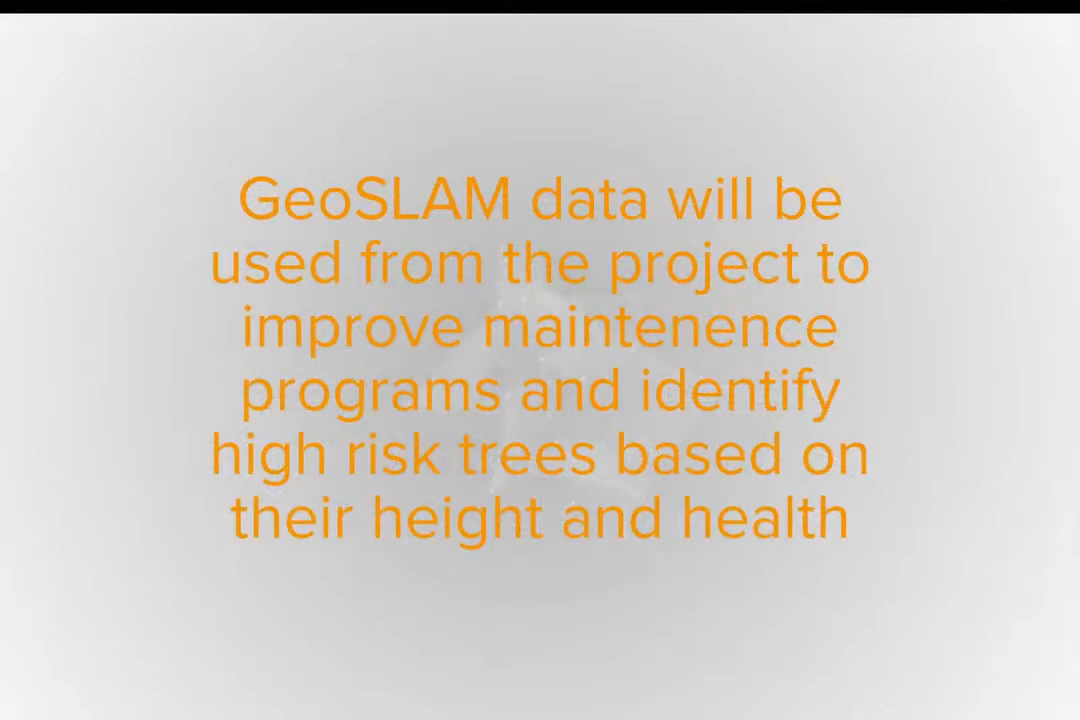 GeoSLAM data will be
used from the project to
improve maintenence
programs and identify
high risk trees based on
their height and health